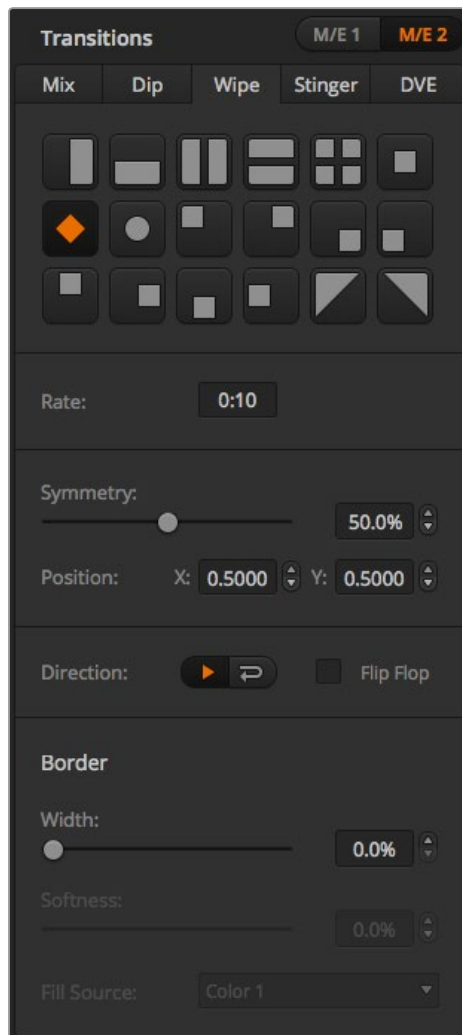 Transitions M/E 1 M/E 2
Mix Dip Wipe Stinger DVE
Rate: 0:10
Symmetry:
50.0%
Position: X: 0.5000 Y: 0.5000
Direction: Flip Flop
Border
Width:
0.0%
Softness:
0.0%
Fill Source: Color 1